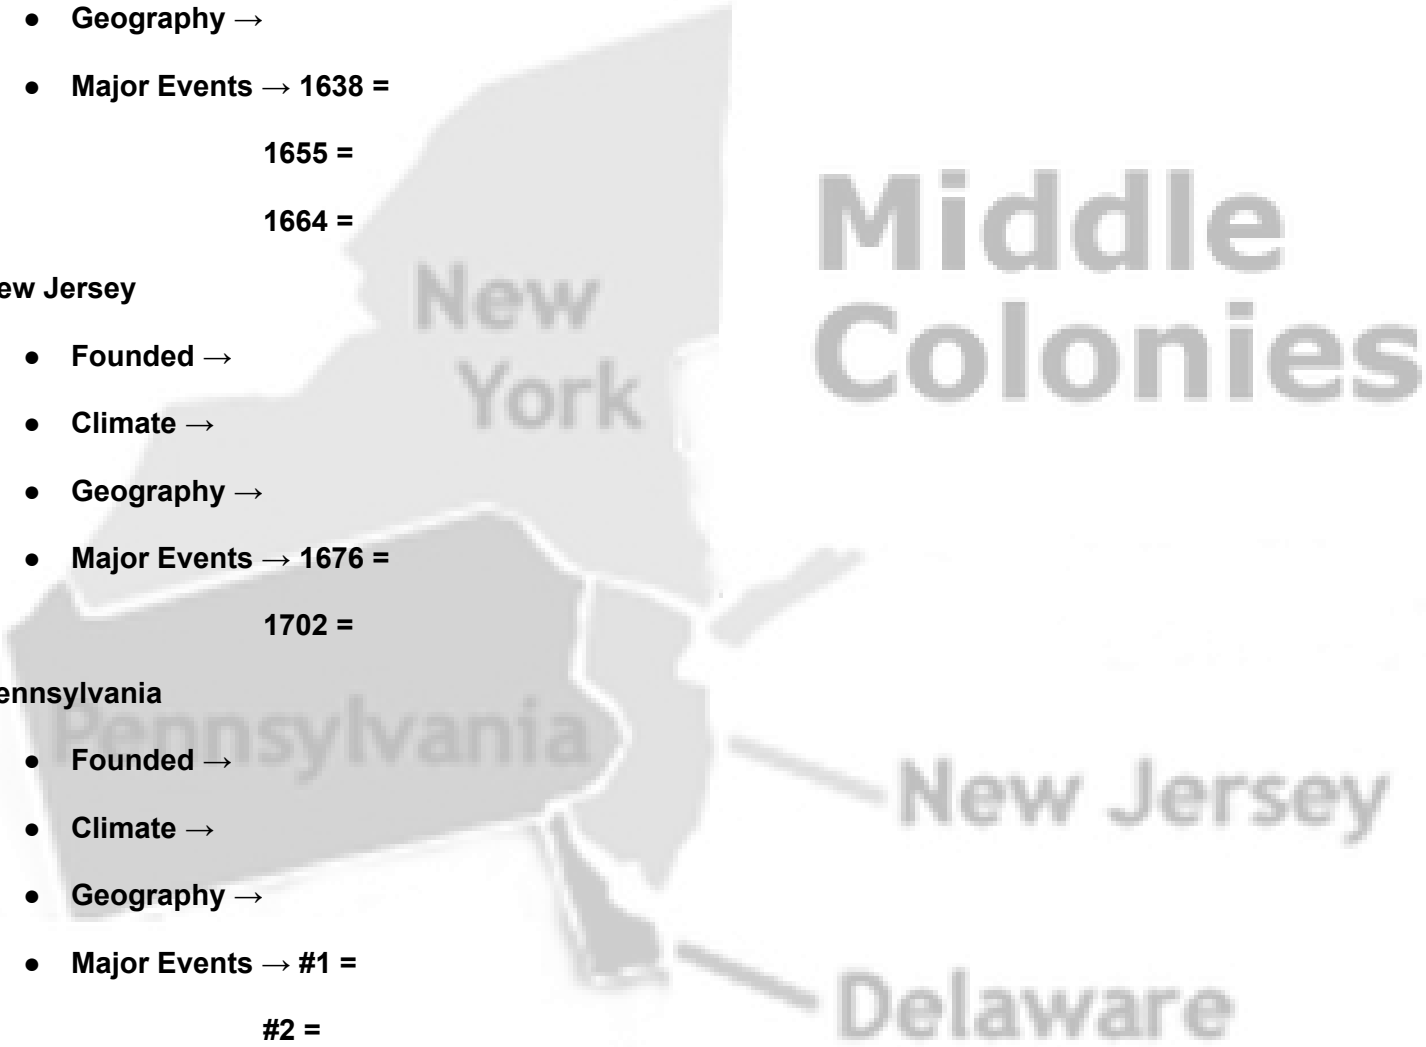 ● Geography →
● Major Events → 1638 =
1655 =
1664 =
ew Jersey
● Founded →
● Climate →
● Geography →
● Major Events → 1676 =
1702 =
ennsylvania
● Founded →
● Climate →
● Geography →
● Major Events → #1 =
#2 =
Middle
Colonies
New
York
Pennsylvania
New Jersey
Delaware